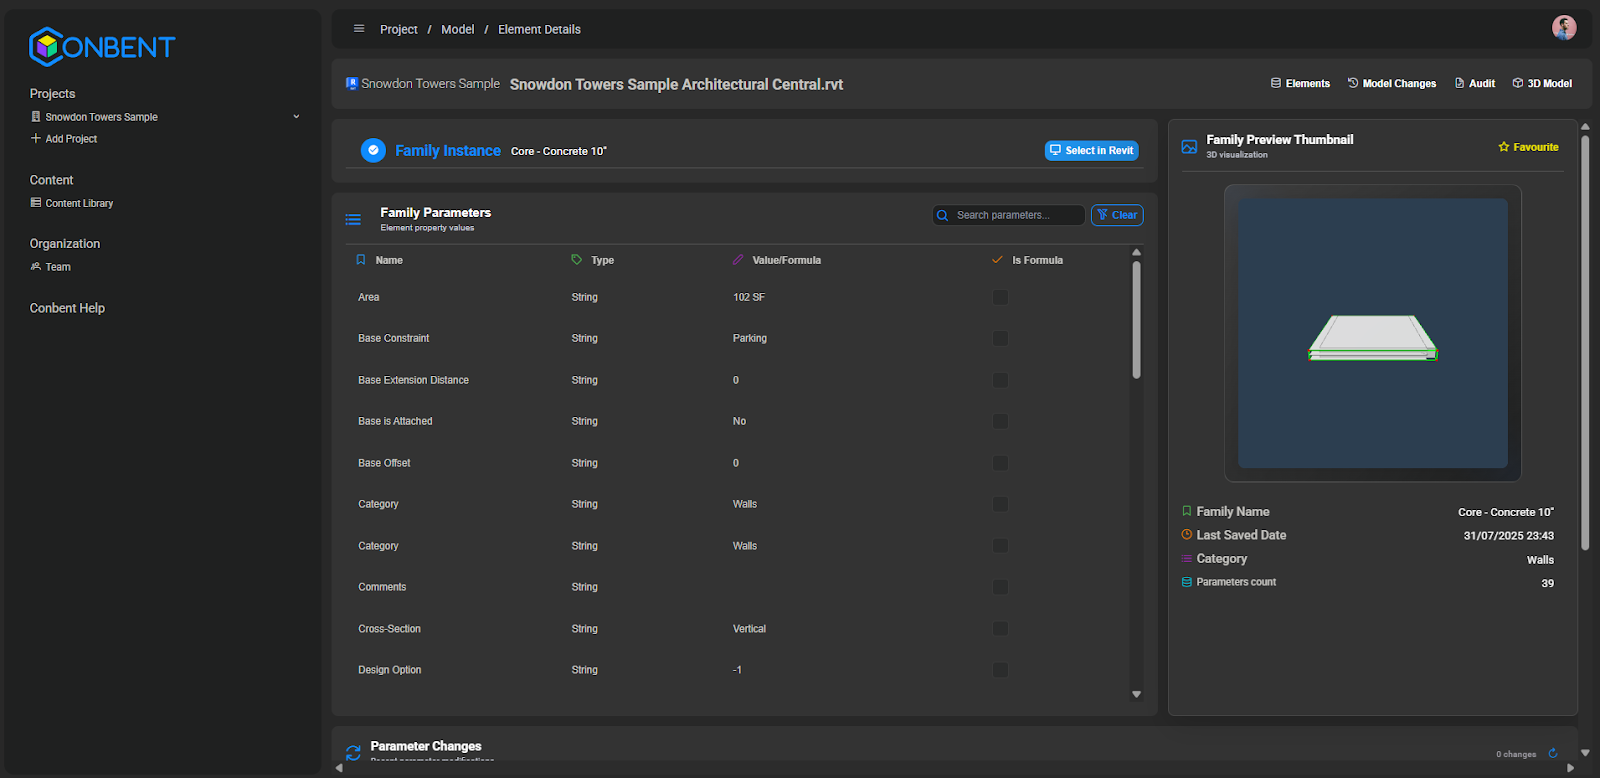 CONBENT
Projects
Snowdon Towers Sample
Add Project
Content
Content Library
Organization
Team
Conbent Help
Project / Model / Element Details
Snowdon Towers Sample Snowdon Towers Sample Architectural Central.rvt
Elements Model Changes Audit 3D Model
Family Instance Core - Concrete 10" Select in Revit
Family Parameters
Element property values
Search parameters... Clear
Name Type Value/Formula Is Formula
Area String 102 SF
Base Constraint String Parking
Base Extension Distance String 0
Base is Attached String No
Base Offset String 0
Category String Walls
Category String Walls
Comments String
Cross-Section String Vertical
Design Option String -1
Family Preview Thumbnail
3D visualization
Favourite
Family Name Core - Concrete 10"
Last Saved Date 31/07/2025 23:43
Category Walls
Parameters count 39
Parameter Changes
Recent parameter modifications
0 changes